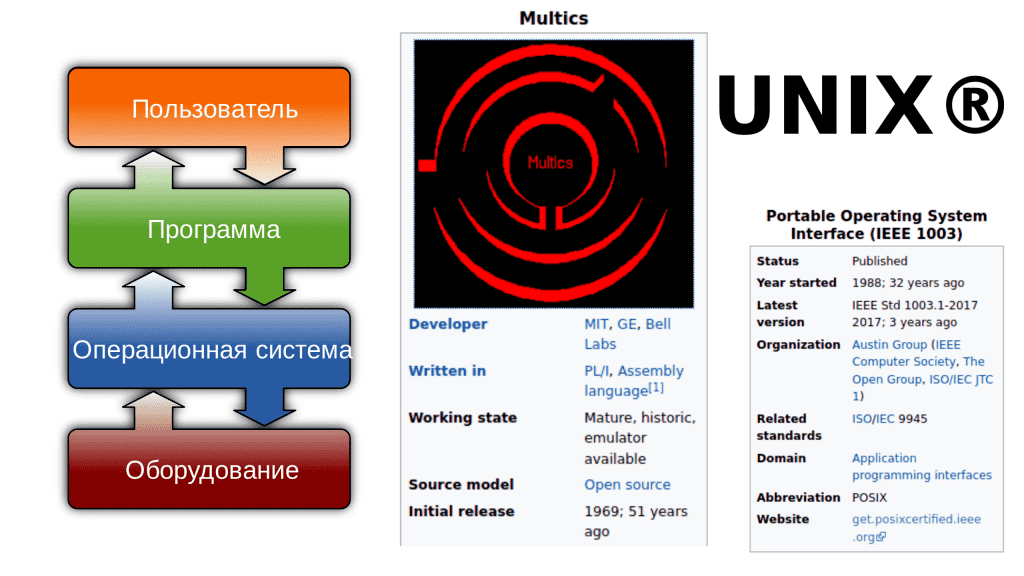 Пользователь
Программа
Операционная система
Оборудование
Multics
Multics
Developer MIT, GE, Bell
Labs
Written in PL/I, Assembly
language[1]
Working state Mature, historic,
emulator
available
Source model Open source
Initial release 1969; 51 years
ago
UNIX®
Portable Operating System
Interface (IEEE 1003)
Status Published
Year started 1988; 32 years ago
Latest IEEE Std 1003.1-2017
version 2017; 3 years ago
Organization Austin Group (IEEE
Computer Society, The
Open Group, ISO/IEC JTC
1)
Related ISO/IEC 9945
standards
Domain Application
programming interfaces
Abbreviation POSIX
Website get.posixcertified.ieee
.org